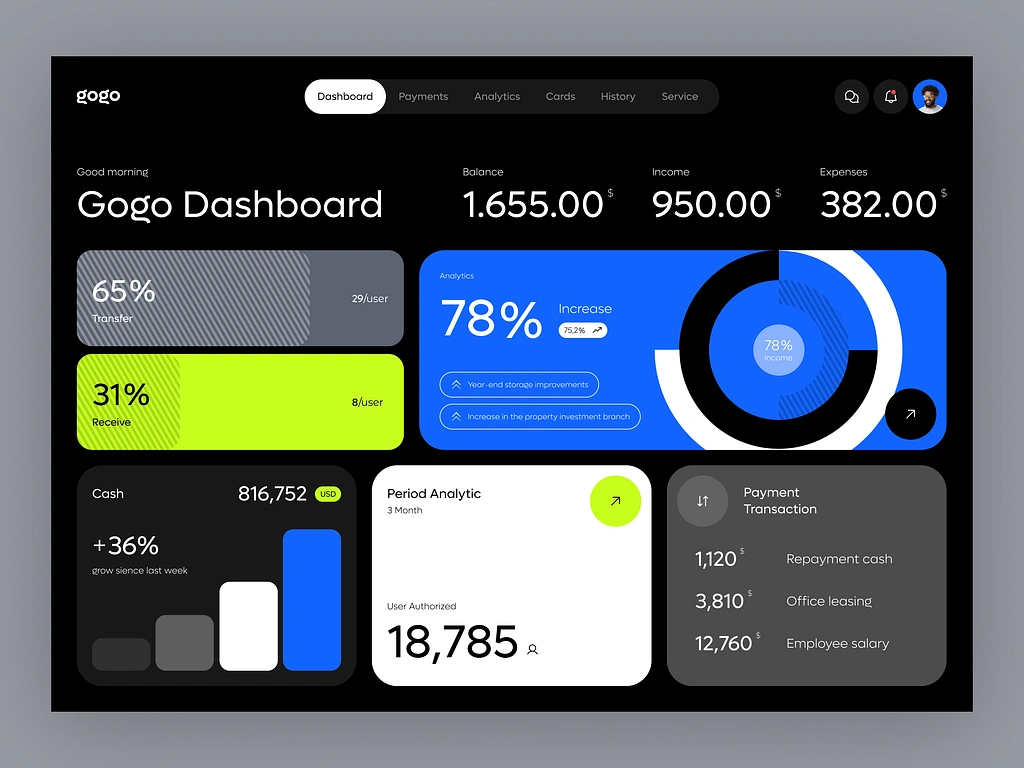 gogo
Dashboard
Payments
Analytics
Cards
History
Service
Good morning
Gogo Dashboard
Balance
1.655.00 $
Income
950.00 $
Expenses
382.00 $
65%
Transfer
29/user
31%
Receive
8/user
Analytics
78%
Increase
75,2%
Year-end storage improvements
Increase in the property investment branch
78%
Income
Cash
816,752 USD
+36%
grow sience last week
Period Analytic
3 Month
User Authorized
18,785
Payment
Transaction
1,120 $ Repayment cash
3,810 $ Office leasing
12,760 $ Employee salary